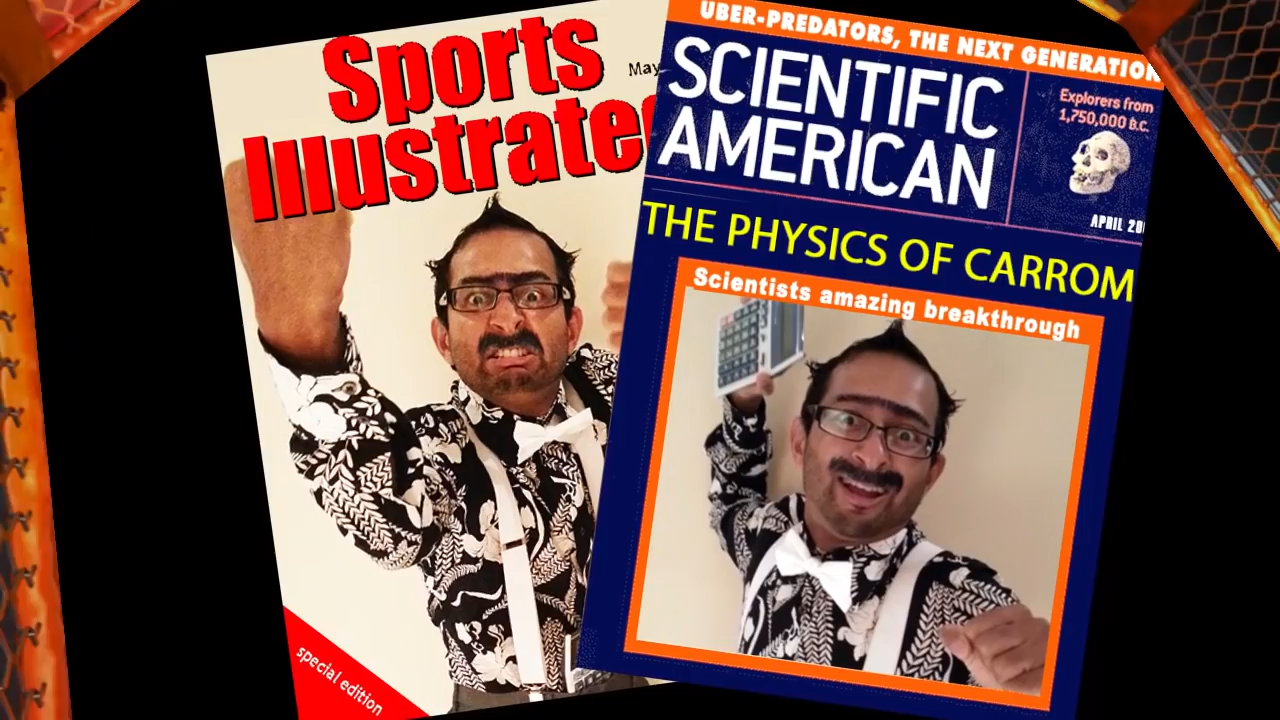 Sports
Illustrated
May
special edition
UBER-PREDATORS, THE NEXT GENERATION
SCIENTIFIC
AMERICAN
Explorers from
1,750,000 B.C.
APRIL 20
THE PHYSICS OF CARROM
Scientists amazing breakthrough